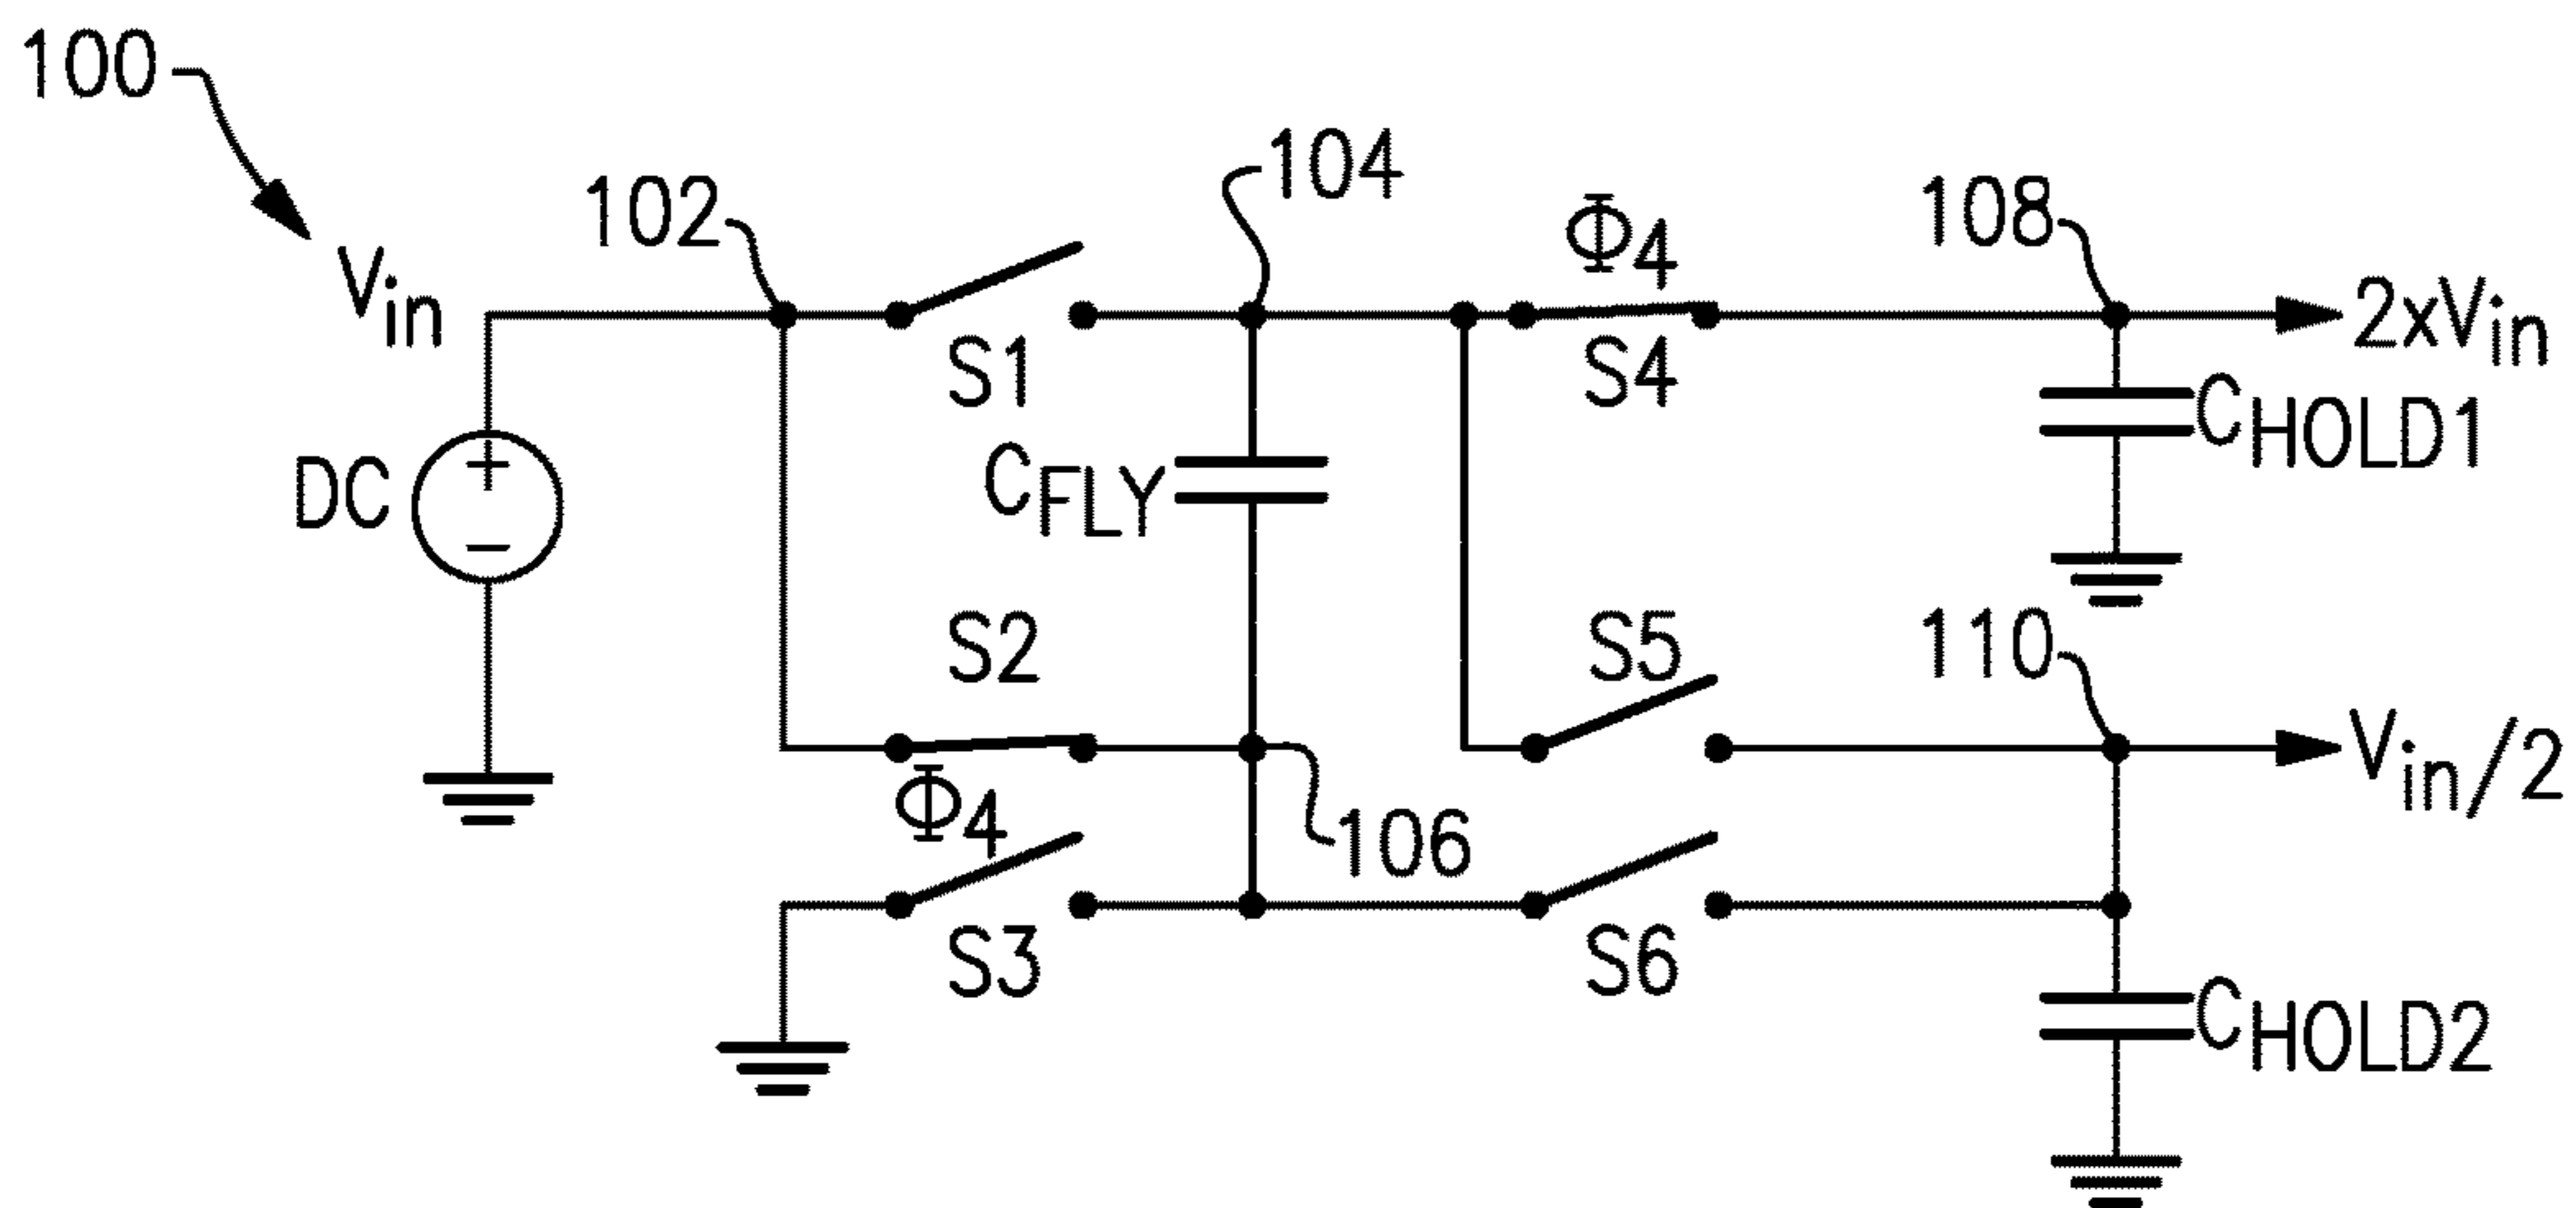 100
104
102
Φ4
108
Vin
2xVin
S1
S4
CHOLD1
DC
+
−
CFLY
S2
S5
110
Vin/2
Φ4
106
S3
S6
CHOLD2